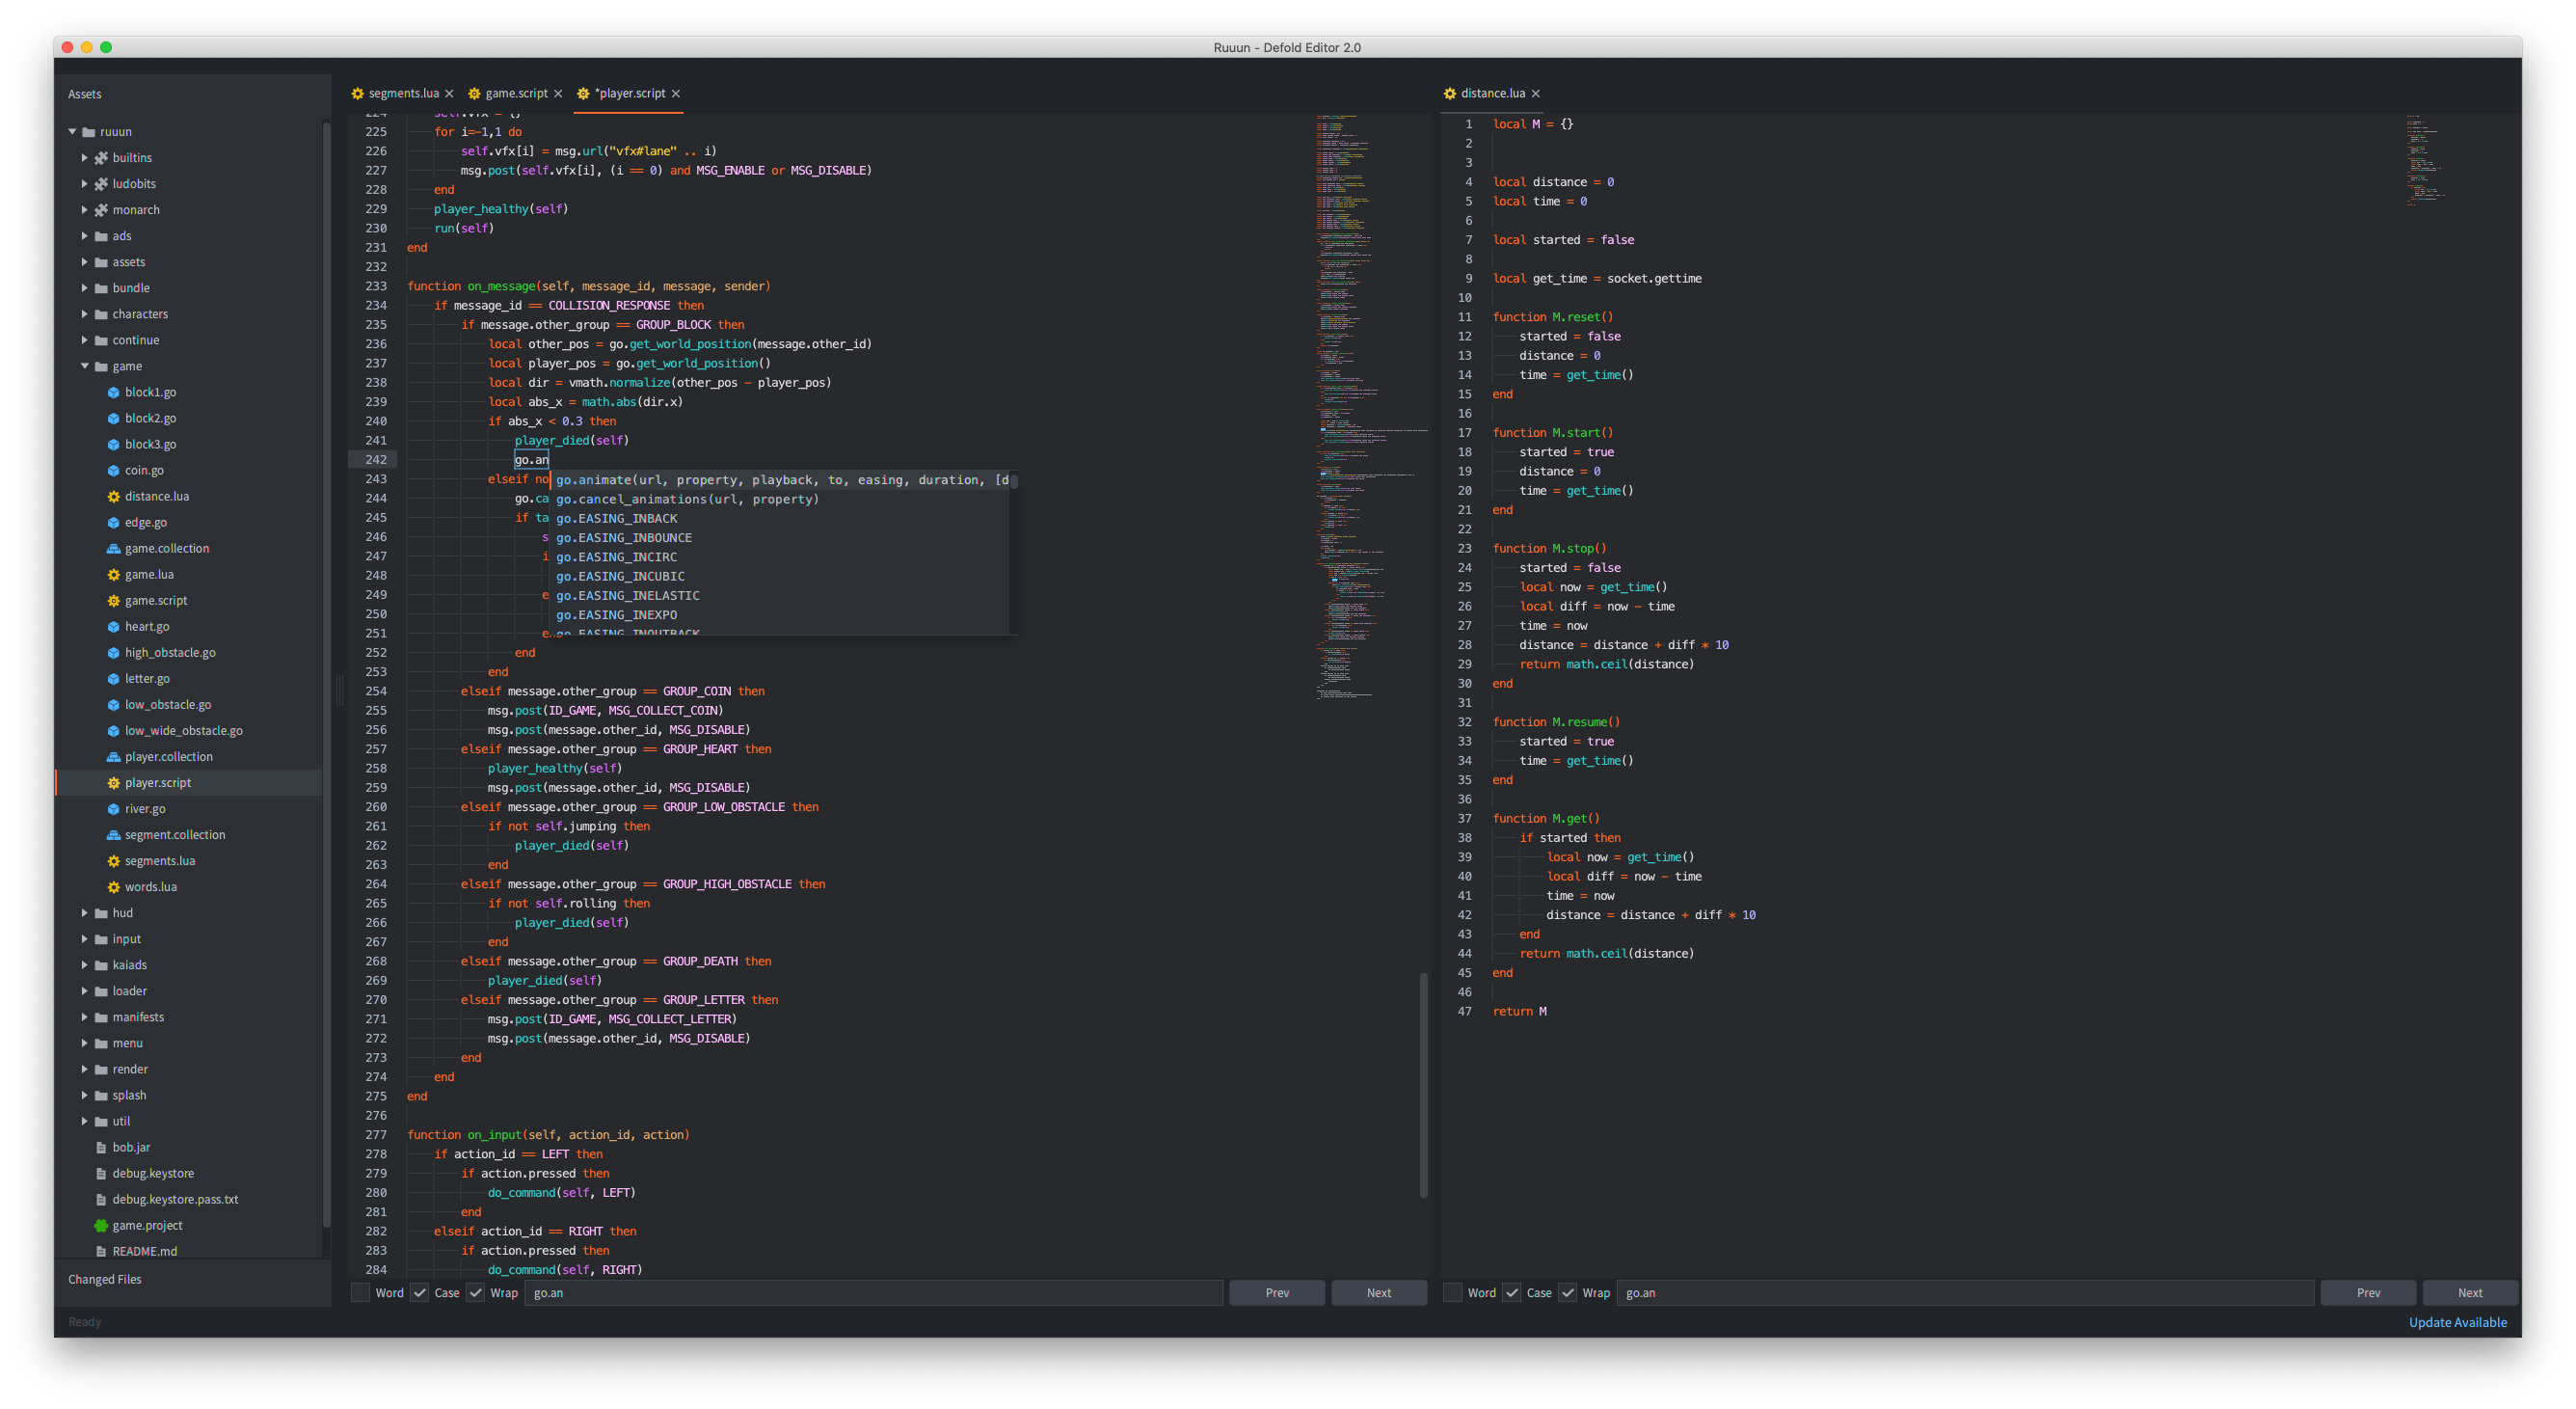 Ruuun - Defold Editor 2.0
Assets
ruuun
builtins
ludobits
monarch
ads
assets
bundle
characters
continue
game
block1.go
block2.go
block3.go
coin.go
distance.lua
edge.go
game.collection
game.lua
game.script
heart.go
high_obstacle.go
letter.go
low_obstacle.go
low_wide_obstacle.go
player.collection
player.script
river.go
segment.collection
segments.lua
words.lua
hud
input
kaiads
loader
manifests
menu
render
splash
util
bob.jar
debug.keystore
debug.keystore.pass.txt
game.project
README.md
Changed Files
Ready
segments.lua game.script *player.script
224 self.vfx = {}
225 for i=-1,1 do
226 self.vfx[i] = msg.url("vfx#lane" .. i)
227 msg.post(self.vfx[i], (i == 0) and MSG_ENABLE or MSG_DISABLE)
228 end
229 player_healthy(self)
230 run(self)
231 end
232
233 function on_message(self, message_id, message, sender)
234 if message_id == COLLISION_RESPONSE then
235 if message.other_group == GROUP_BLOCK then
236 local other_pos = go.get_world_position(message.other_id)
237 local player_pos = go.get_world_position()
238 local dir = vmath.normalize(other_pos - player_pos)
239 local abs_x = math.abs(dir.x)
240 if abs_x < 0.3 then
241 player_died(self)
242 go.an
243 elseif no
244 go.ca
245 if ta
246 s
247 i
248
249 e
250
251 en
252 end
253 end
go.animate(url, property, playback, to, easing, duration, [d
go.cancel_animations(url, property)
go.EASING_INBACK
go.EASING_INBOUNCE
go.EASING_INCIRC
go.EASING_INCUBIC
go.EASING_INELASTIC
go.EASING_INEXPO
go.EASING_INOUTBACK
254 elseif message.other_group == GROUP_COIN then
255 msg.post(ID_GAME, MSG_COLLECT_COIN)
256 msg.post(message.other_id, MSG_DISABLE)
257 elseif message.other_group == GROUP_HEART then
258 player_healthy(self)
259 msg.post(message.other_id, MSG_DISABLE)
260 elseif message.other_group == GROUP_LOW_OBSTACLE then
261 if not self.jumping then
262 player_died(self)
263 end
264 elseif message.other_group == GROUP_HIGH_OBSTACLE then
265 if not self.rolling then
266 player_died(self)
267 end
268 elseif message.other_group == GROUP_DEATH then
269 player_died(self)
270 elseif message.other_group == GROUP_LETTER then
271 msg.post(ID_GAME, MSG_COLLECT_LETTER)
272 msg.post(message.other_id, MSG_DISABLE)
273 end
274 end
275 end
276
277 function on_input(self, action_id, action)
278 if action_id == LEFT then
279 if action.pressed then
280 do_command(self, LEFT)
281 end
282 elseif action_id == RIGHT then
283 if action.pressed then
284 do_command(self, RIGHT)
Word Case Wrap go.an Prev Next
distance.lua
1 local M = {}
2
3
4 local distance = 0
5 local time = 0
6
7 local started = false
8
9 local get_time = socket.gettime
10
11 function M.reset()
12 started = false
13 distance = 0
14 time = get_time()
15 end
16
17 function M.start()
18 started = true
19 distance = 0
20 time = get_time()
21 end
22
23 function M.stop()
24 started = false
25 local now = get_time()
26 local diff = now - time
27 time = now
28 distance = distance + diff * 10
29 return math.ceil(distance)
30 end
31
32 function M.resume()
33 started = true
34 time = get_time()
35 end
36
37 function M.get()
38 if started then
39 local now = get_time()
40 local diff = now - time
41 time = now
42 distance = distance + diff * 10
43 end
44 return math.ceil(distance)
45 end
46
47 return M
Word Case Wrap go.an Prev Next
Update Available